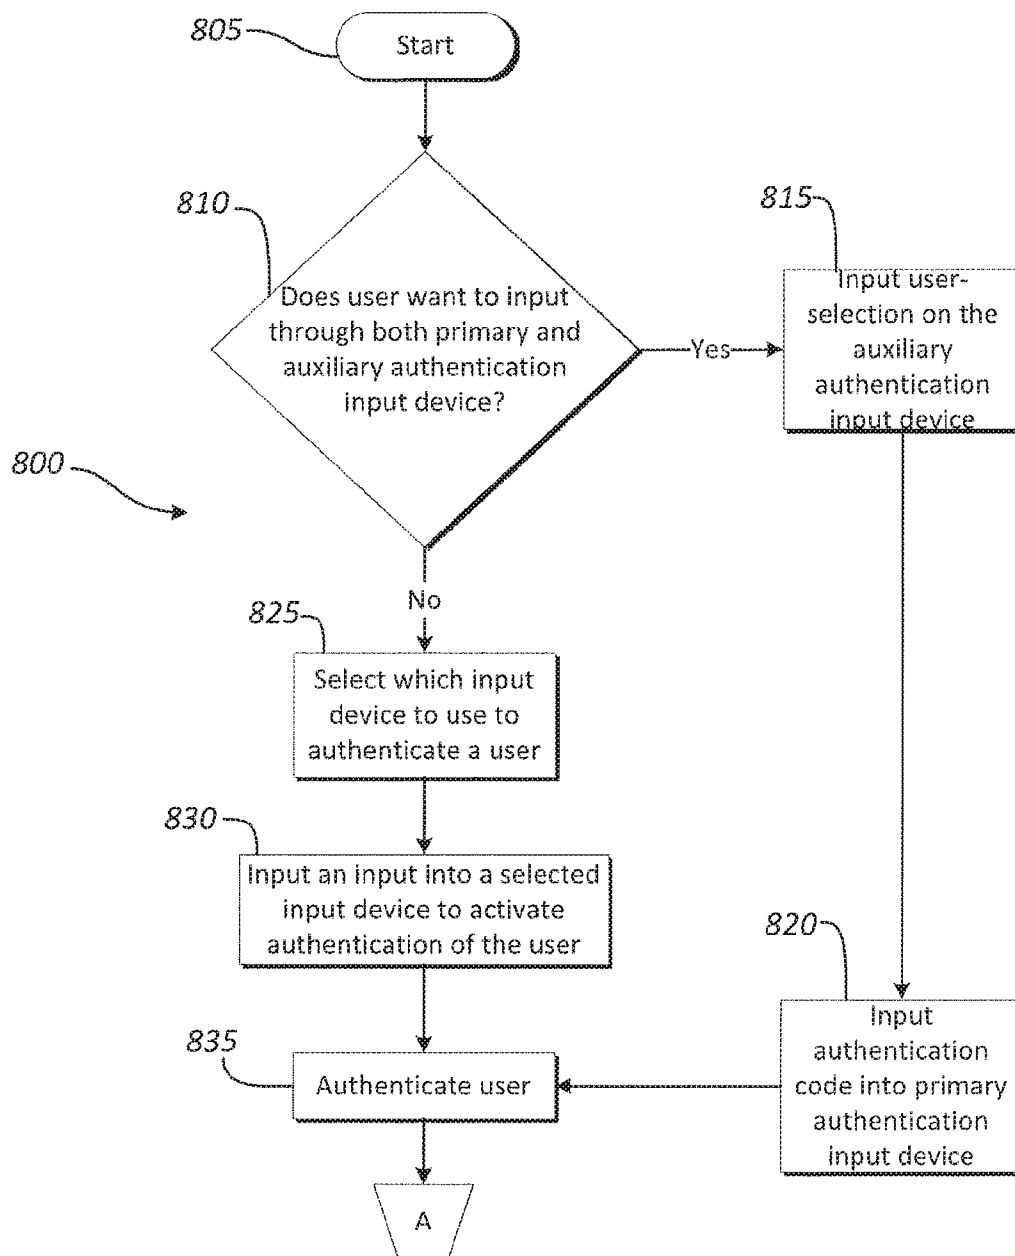 805
Start
810
Does user want to input
through both primary and
auxiliary authentication
input device?
Yes
815
Input user-
selection on the
auxiliary
authentication
input device
800
No
825
Select which input
device to use to
authenticate a user
830
Input an input into a selected
input device to activate
authentication of the user
820
Input
authentication
code into primary
authentication
input device
835
Authenticate user
A